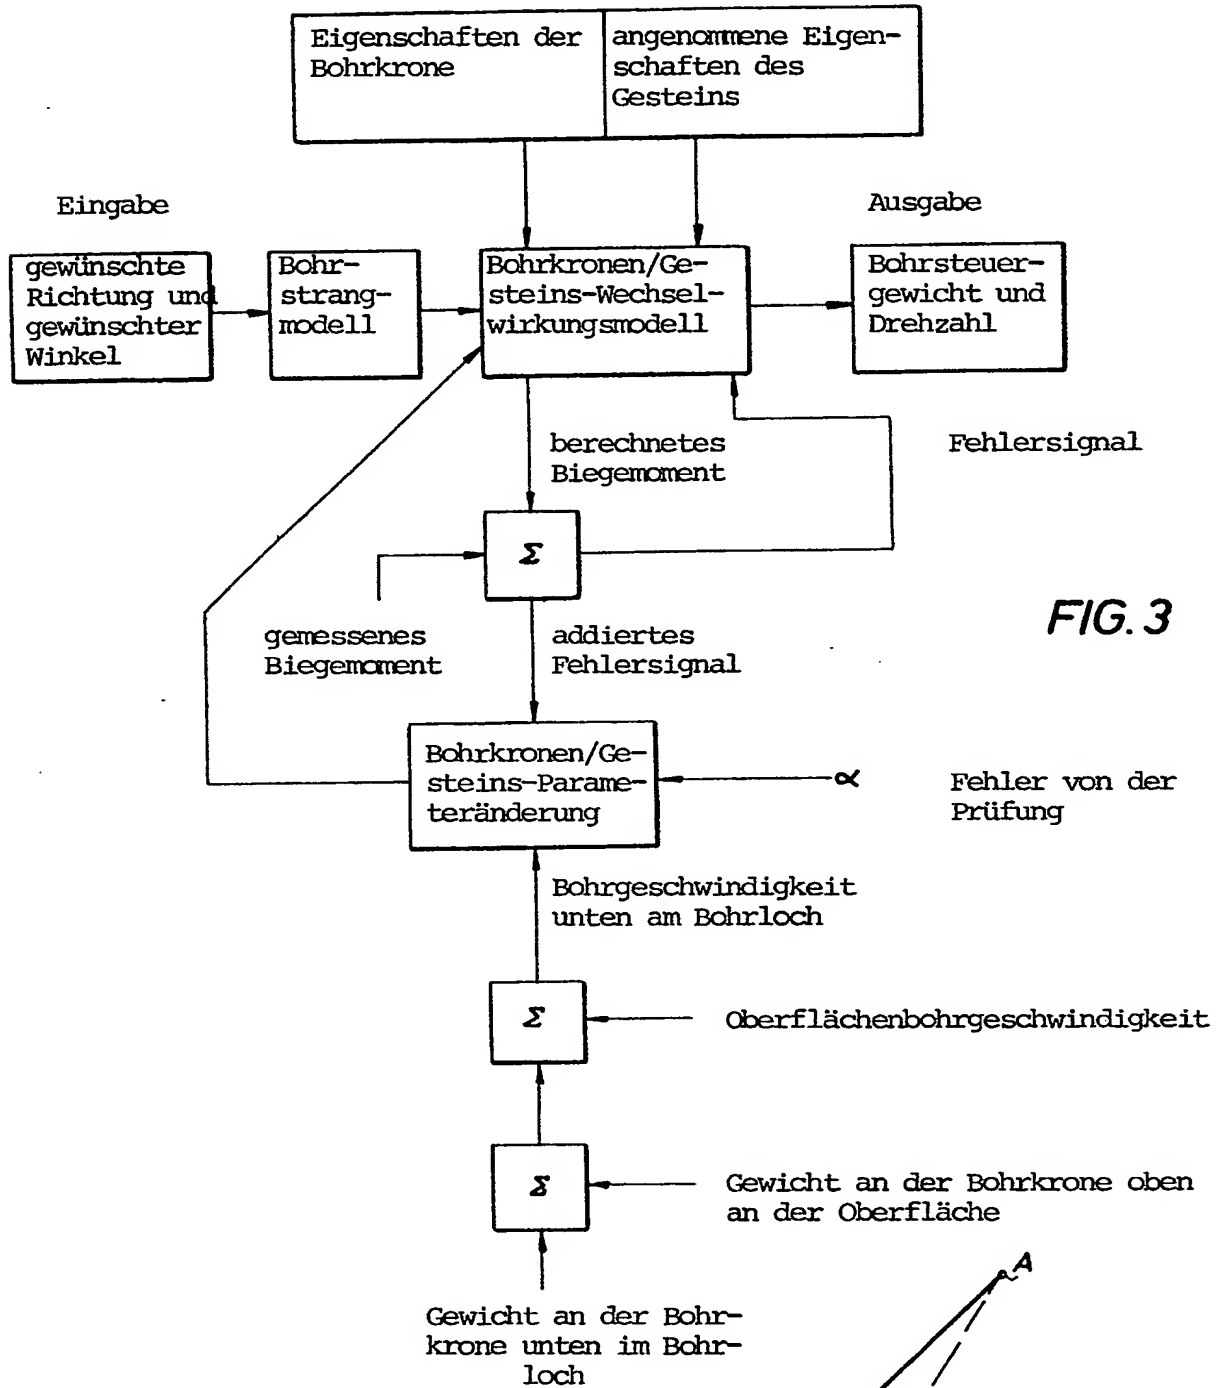 Eigenschaften der
Bohrkrone
angenommene Eigen-
schaften des
Gesteins
Eingabe
Ausgabe
gewünschte
Richtung und
gewünschter
Winkel
Bohr-
strang-
modell
Bohrkronen/Ge-
steins-Wechsel-
wirkungsmodell
Bohrsteuer-
gewicht und
Drehzahl
berechnetes
Biegemoment
Fehlersignal
Σ
gemessenes
Biegemoment
addiertes
Fehlersignal
FIG. 3
Bohrkronen/Ge-
steins-Parame-
teränderung
α
Fehler von der
Prüfung
Bohrgeschwindigkeit
unten am Bohrloch
Σ
Oberflächenbohrgeschwindigkeit
Σ
Gewicht an der Bohrkrone oben
an der Oberfläche
A
Gewicht an der Bohr-
krone unten im Bohr-
loch